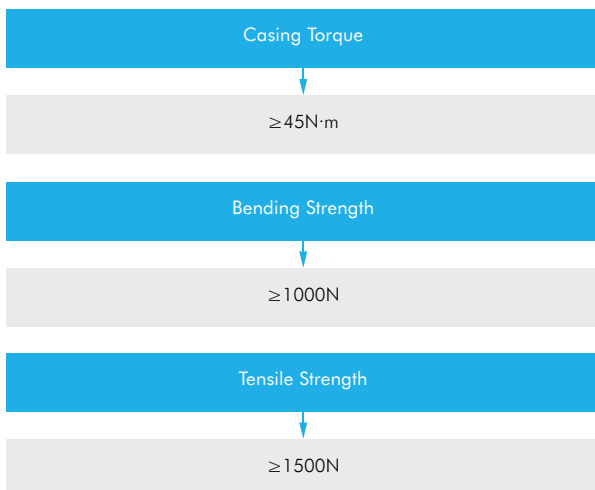 Casing Torque
≥45N·m
Bending Strength
≥1000N
Tensile Strength
≥1500N